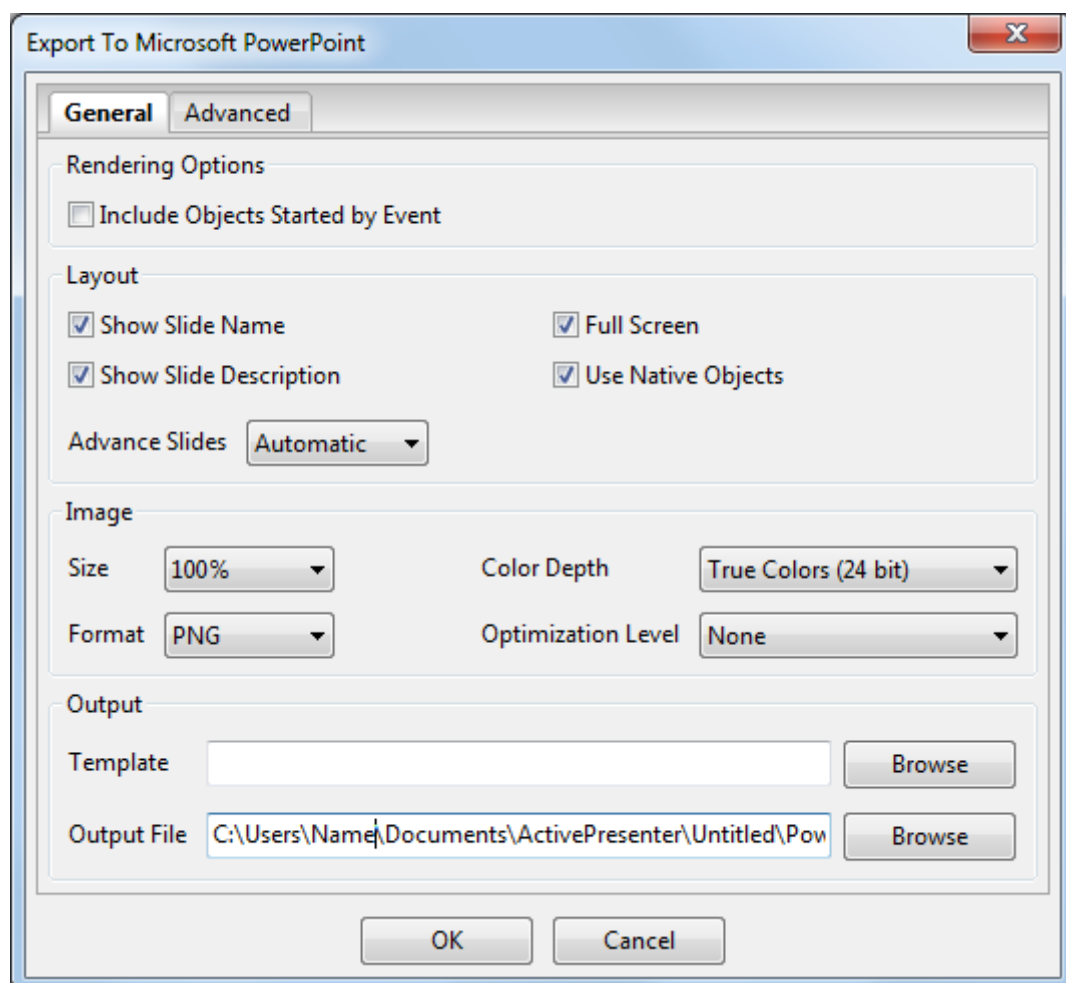 Export To Microsoft PowerPoint
General Advanced
Rendering Options
Include Objects Started by Event
Layout
Show Slide Name Full Screen
Show Slide Description Use Native Objects
Advance Slides Automatic
Image
Size 100% Color Depth True Colors (24 bit)
Format PNG Optimization Level None
Output
Template Browse
Output File C:\Users\Name\Documents\ActivePresenter\Untitled\Pow Browse
OK Cancel